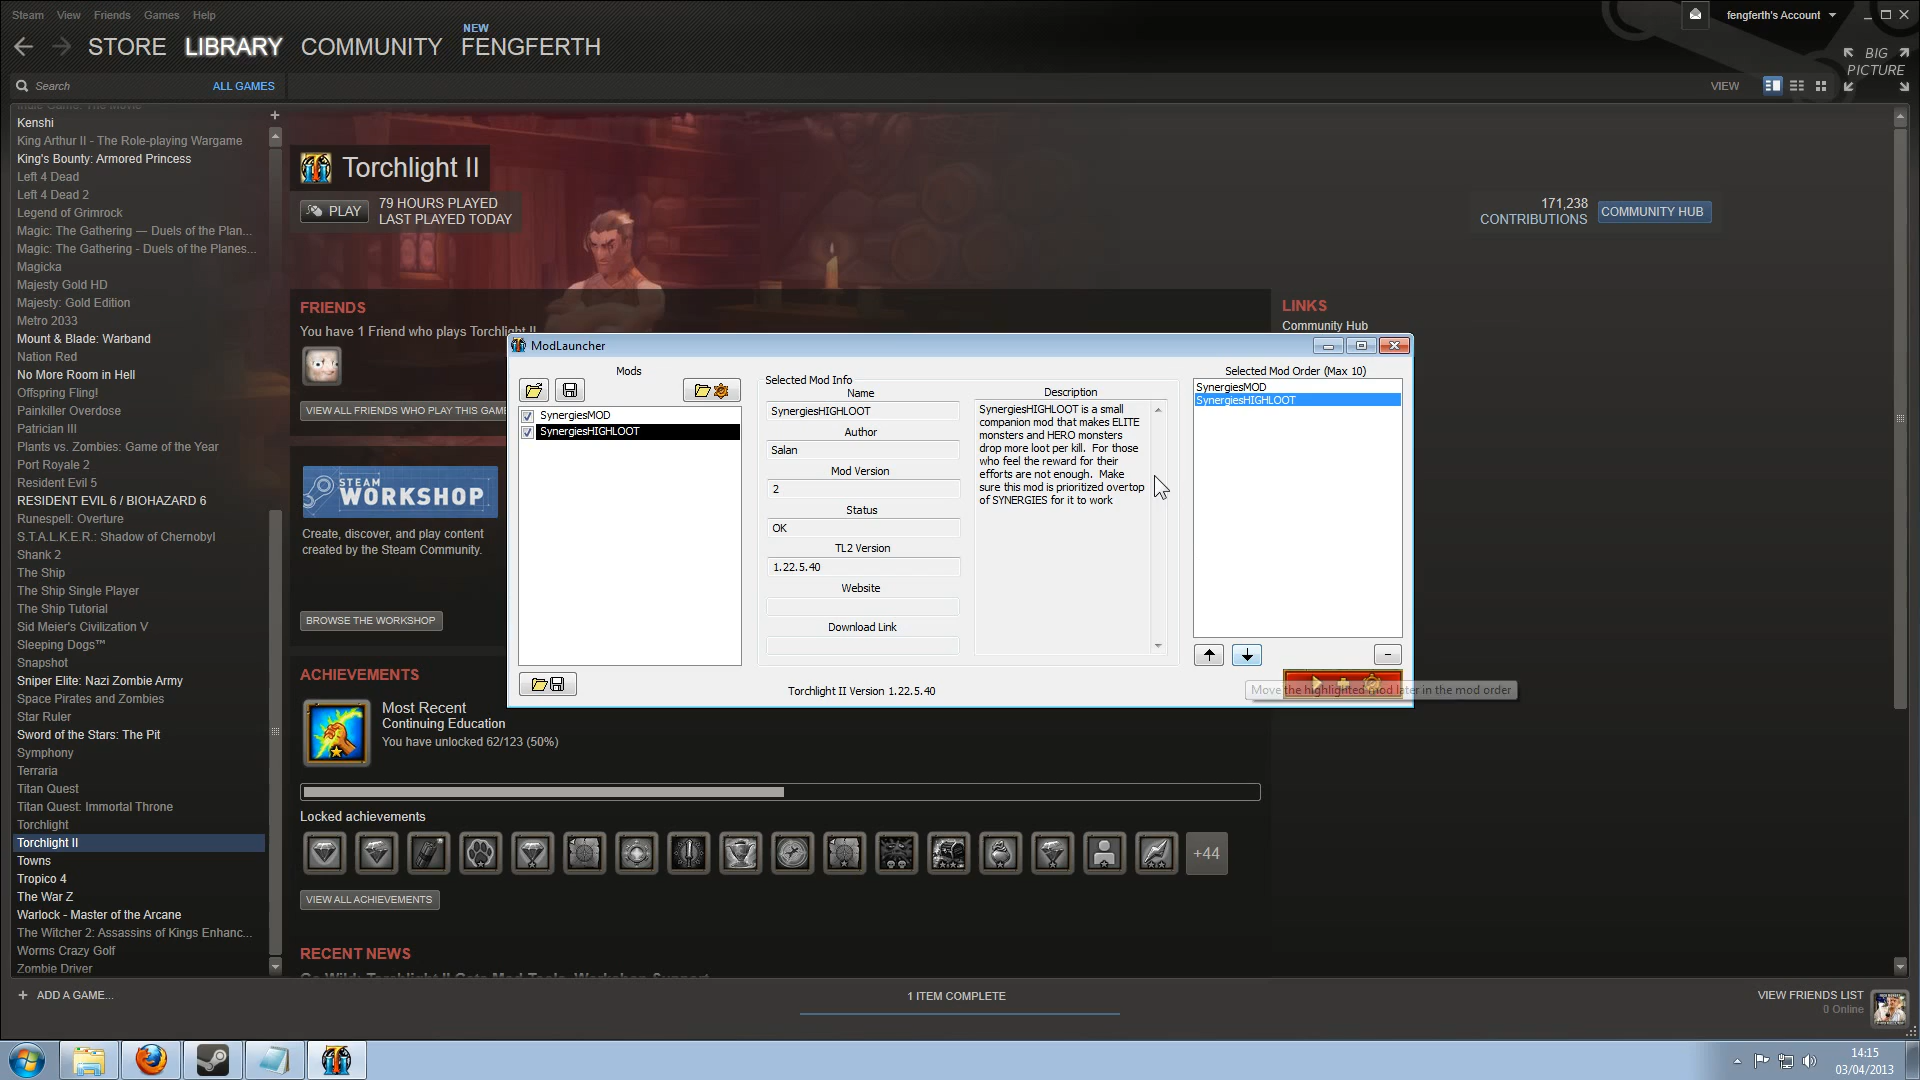 Steam View Friends Games Help
fengferth's Account
STORE LIBRARY COMMUNITY
NEW
FENGFERTH
BIG
PICTURE
Search
ALL GAMES
VIEW
Indie Game: The Movie
Kenshi
King Arthur II - The Role-playing Wargame
King's Bounty: Armored Princess
Left 4 Dead
Left 4 Dead 2
Legend of Grimrock
Magic: The Gathering — Duels of the Plan...
Magic: The Gathering - Duels of the Planes...
Magicka
Majesty Gold HD
Majesty: Gold Edition
Metro 2033
Mount & Blade: Warband
Nation Red
No More Room in Hell
Offspring Fling!
Painkiller Overdose
Patrician III
Plants vs. Zombies: Game of the Year
Port Royale 2
Resident Evil 5
RESIDENT EVIL 6 / BIOHAZARD 6
Runespell: Overture
S.T.A.L.K.E.R.: Shadow of Chernobyl
Shank 2
The Ship
The Ship Single Player
The Ship Tutorial
Sid Meier's Civilization V
Sleeping Dogs™
Snapshot
Sniper Elite: Nazi Zombie Army
Space Pirates and Zombies
Star Ruler
Sword of the Stars: The Pit
Symphony
Terraria
Titan Quest
Titan Quest: Immortal Throne
Torchlight
Torchlight II
Towns
Tropico 4
The War Z
Warlock - Master of the Arcane
The Witcher 2: Assassins of Kings Enhanc...
Worms Crazy Golf
Zombie Driver
Torchlight II
PLAY
79 HOURS PLAYED
LAST PLAYED TODAY
171,238
CONTRIBUTIONS
COMMUNITY HUB
FRIENDS
You have 1 Friend who plays Torchlight II
VIEW ALL FRIENDS WHO PLAY THIS GAME
LINKS
Community Hub
STEAM
WORKSHOP
Create, discover, and play content
created by the Steam Community.
BROWSE THE WORKSHOP
ModLauncher
Mods
SynergiesMOD
SynergiesHIGHLOOT
Selected Mod Info
Name
SynergiesHIGHLOOT
Author
Salan
Mod Version
2
Status
OK
TL2 Version
1.22.5.40
Website
Download Link
Description
SynergiesHIGHLOOT is a small
companion mod that makes ELITE
monsters and HERO monsters
drop more loot per kill. For those
who feel the reward for their
efforts are not enough. Make
sure this mod is prioritized overtop
of SYNERGIES for it to work
Selected Mod Order (Max 10)
SynergiesMOD
SynergiesHIGHLOOT
Torchlight II Version 1.22.5.40
Move the highlighted mod later in the mod order
ACHIEVEMENTS
Most Recent
Continuing Education
You have unlocked 62/123 (50%)
Locked achievements
+44
VIEW ALL ACHIEVEMENTS
RECENT NEWS
Go Wild: Torchlight II Gets Mod Tools, Workshop Support
ADD A GAME...
1 ITEM COMPLETE
VIEW FRIENDS LIST
0 Online
14:15
03/04/2013